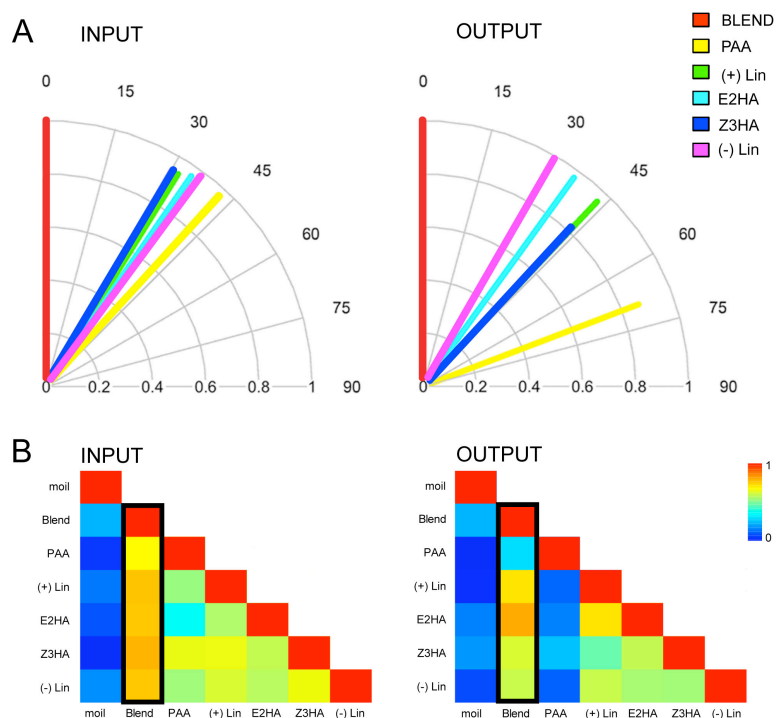 A
INPUT
OUTPUT
BLEND
PAA
(+) Lin
E2HA
Z3HA
(-) Lin
0
15
30
45
60
75
90
0 0.2 0.4 0.6 0.8 1
0
15
30
45
60
75
90
0 0.2 0.4 0.6 0.8 1
B
INPUT
moil
Blend
PAA
(+) Lin
E2HA
Z3HA
(-) Lin
moil Blend PAA (+) Lin E2HA Z3HA (-) Lin
OUTPUT
moil
Blend
PAA
(+) Lin
E2HA
Z3HA
(-) Lin
moil Blend PAA (+) Lin E2HA Z3HA (-) Lin
1
0